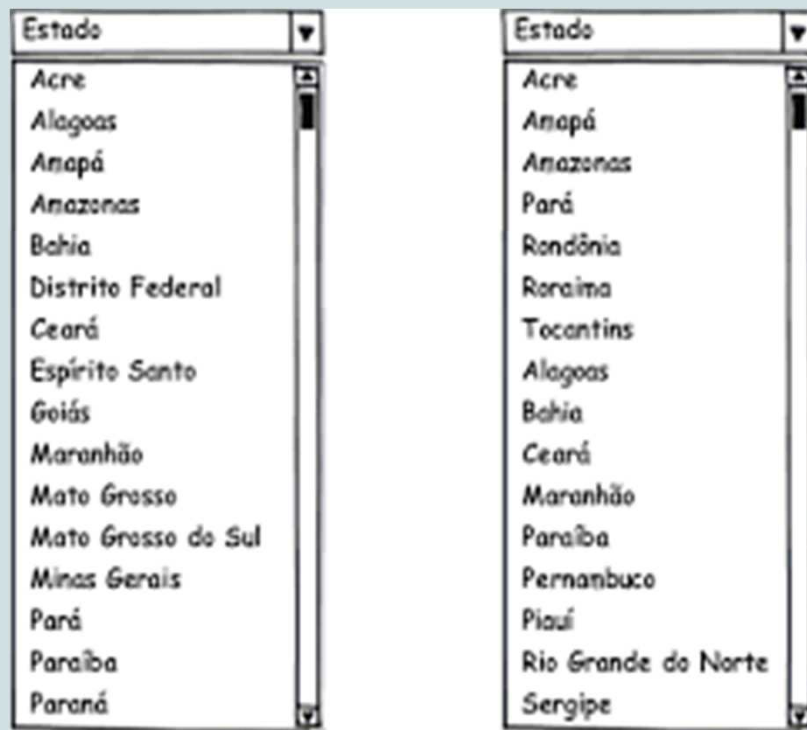 Estado
Acre
Alagoas
Amapá
Amazonas
Bahia
Distrito Federal
Ceará
Espírito Santo
Goiás
Maranhão
Mato Grosso
Mato Grosso do Sul
Minas Gerais
Pará
Paraíba
Paraná
Estado
Acre
Amapá
Amazonas
Pará
Rondônia
Roraima
Tocantins
Alagoas
Bahia
Ceará
Maranhão
Paraíba
Pernambuco
Piauí
Rio Grande do Norte
Sergipe